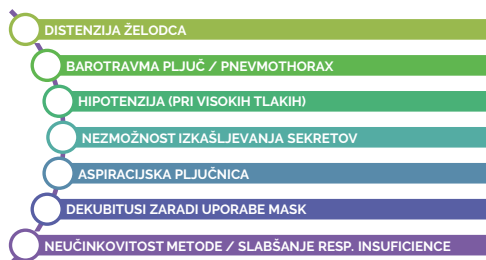 DISTENZIJA ŽELODCA
BAROTRAVMA PLJUČ / PNEVMOTHORAX
HIPOTENZIJA (PRI VISOKIH TLAKIH)
NEZMOŽNOST IZKAŠLJEVANJA SEKRETOV
ASPIRACIJSKA PLJUČNICA
DEKUBITUSI ZARADI UPORABE MASK
NEUČINKOVITOST METODE / SLABŠANJE RESP. INSUFICIENCE